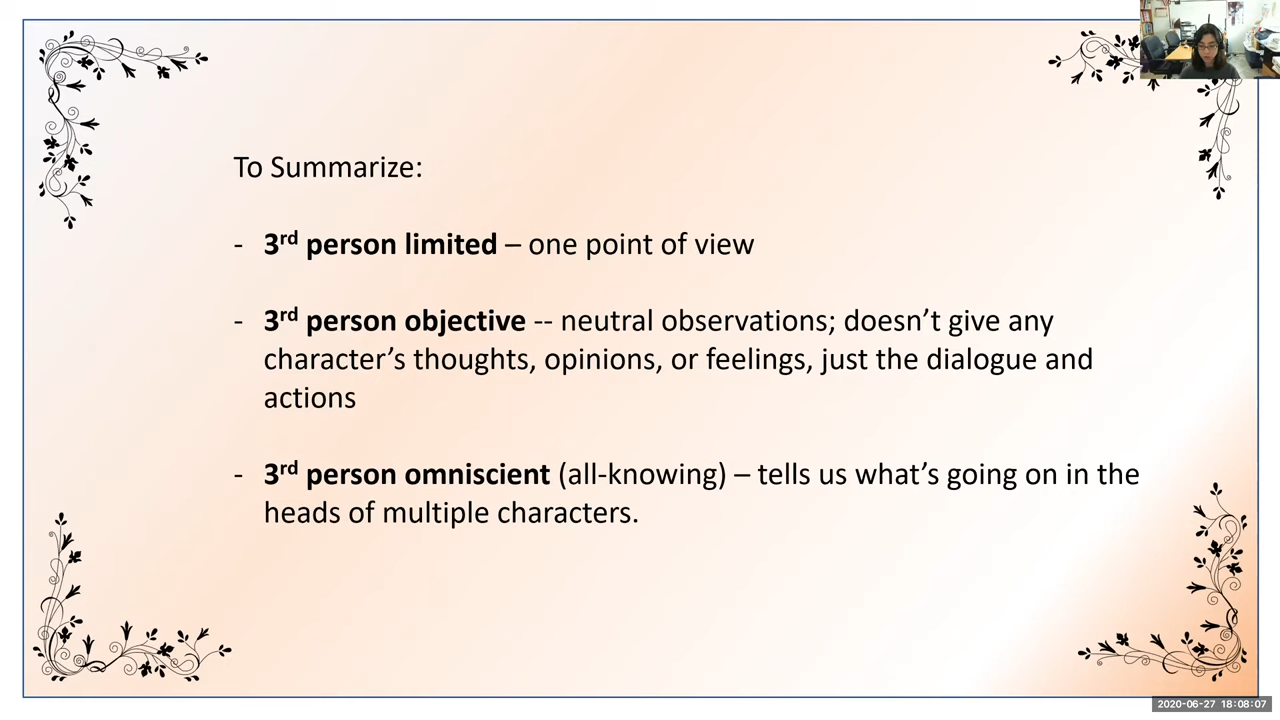 To Summarize:
- 3rd person limited – one point of view
- 3rd person objective -- neutral observations; doesn’t give any
character’s thoughts, opinions, or feelings, just the dialogue and
actions
- 3rd person omniscient (all-knowing) – tells us what’s going on in the
heads of multiple characters.
2020-06-27 18:08:07